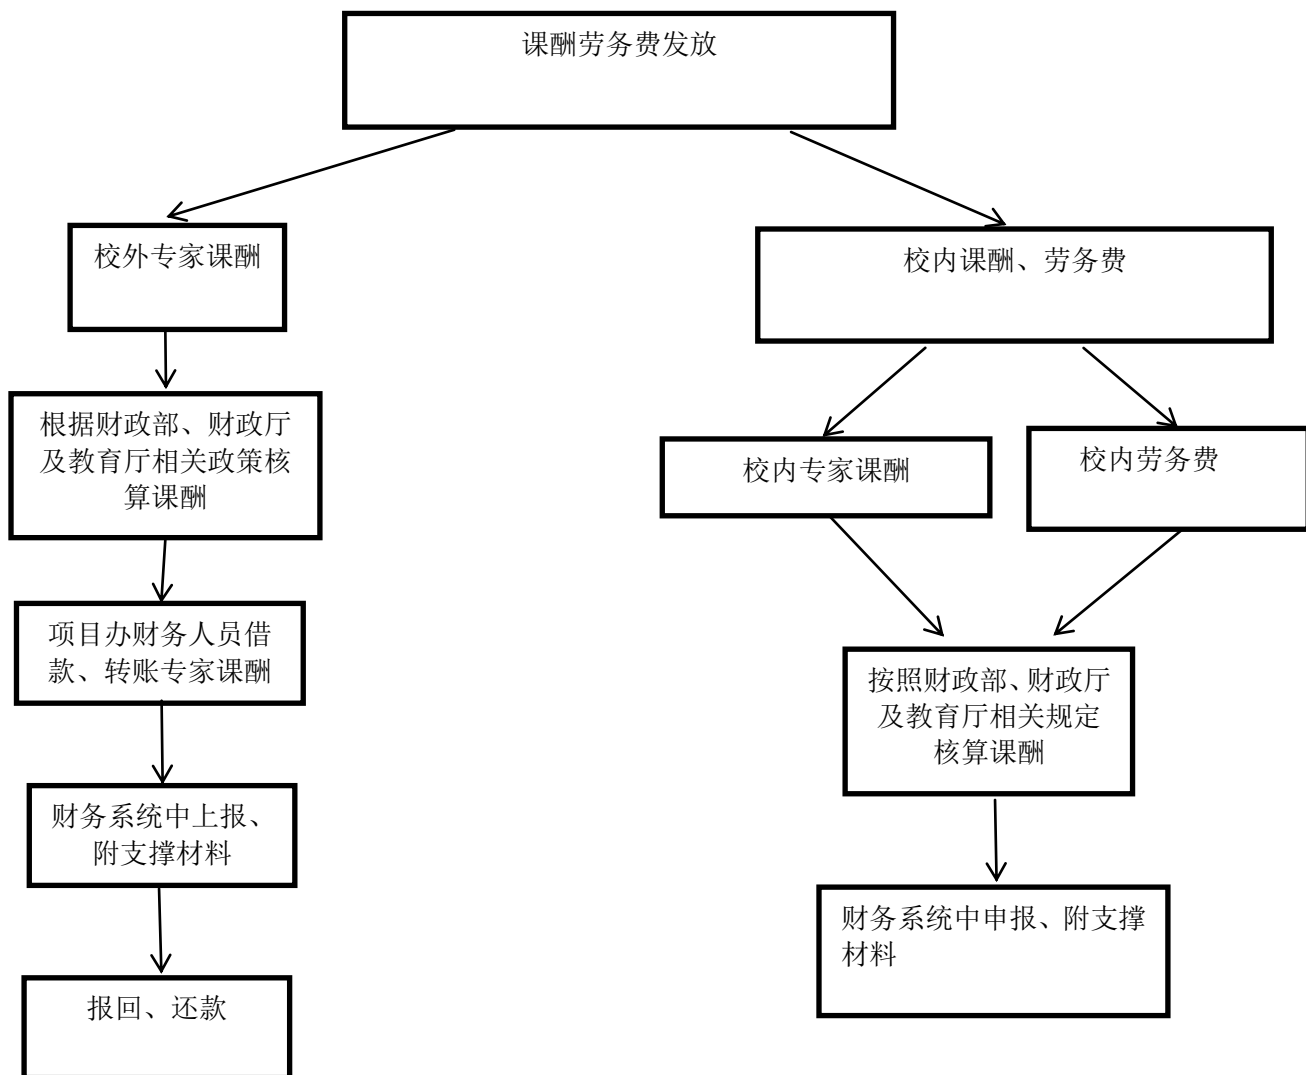 课酬劳务费发放
校外专家课酬
校内课酬、劳务费
根据财政部、财政厅
及教育厅相关政策核
算课酬
校内专家课酬
校内劳务费
项目办财务人员借
款、转账专家课酬
按照财政部、财政厅
及教育厅相关规定
核算课酬
财务系统中上报、
附支撑材料
财务系统中申报、附支撑
材料
报回、还款